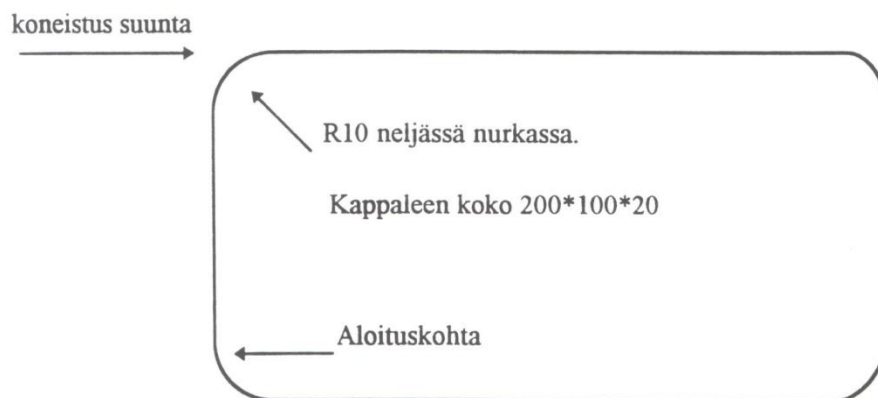 koneistus suunta
R10 neljässä nurkassa.
Kappaleen koko 200*100*20
Aloituskohta